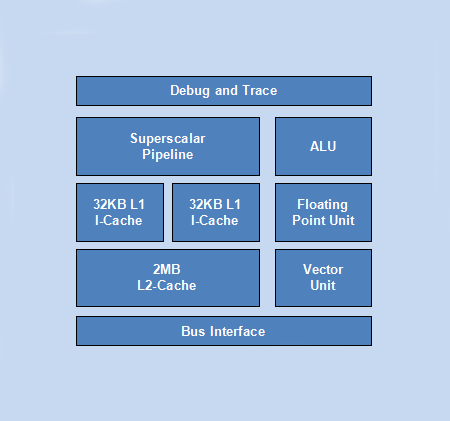 Debug and Trace
Superscalar
Pipeline
ALU
32KB L1
I-Cache
32KB L1
I-Cache
Floating
Point Unit
2MB
L2-Cache
Vector
Unit
Bus Interface